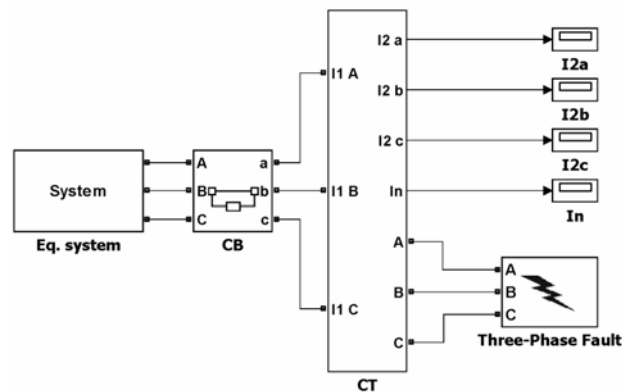 System
Eq. system
A
B
C
a
b
c
CB
I1 A
I1 B
I1 C
I2 a
I2 b
I2 c
In
A
B
C
CT
I2a
I2b
I2c
In
A
B
C
Three-Phase Fault